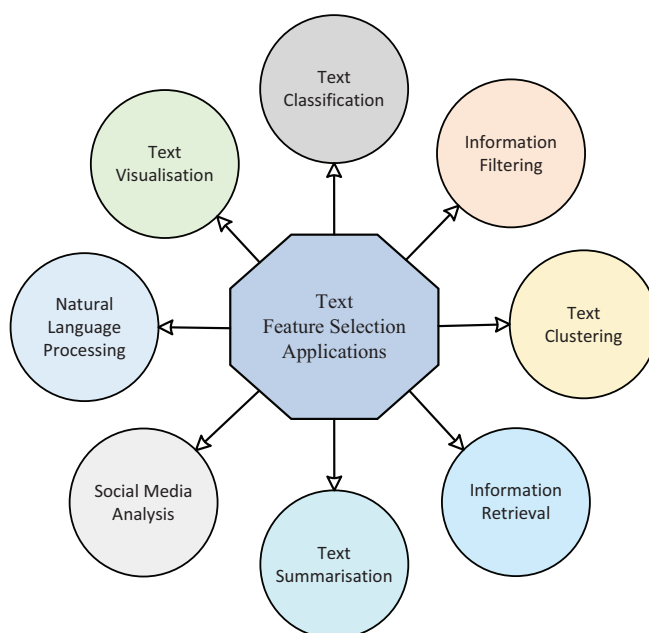 Text
Classification
Information
Filtering
Text
Clustering
Information
Retrieval
Text
Summarisation
Social Media
Analysis
Natural
Language
Processing
Text
Visualisation
Text
Feature Selection
Applications